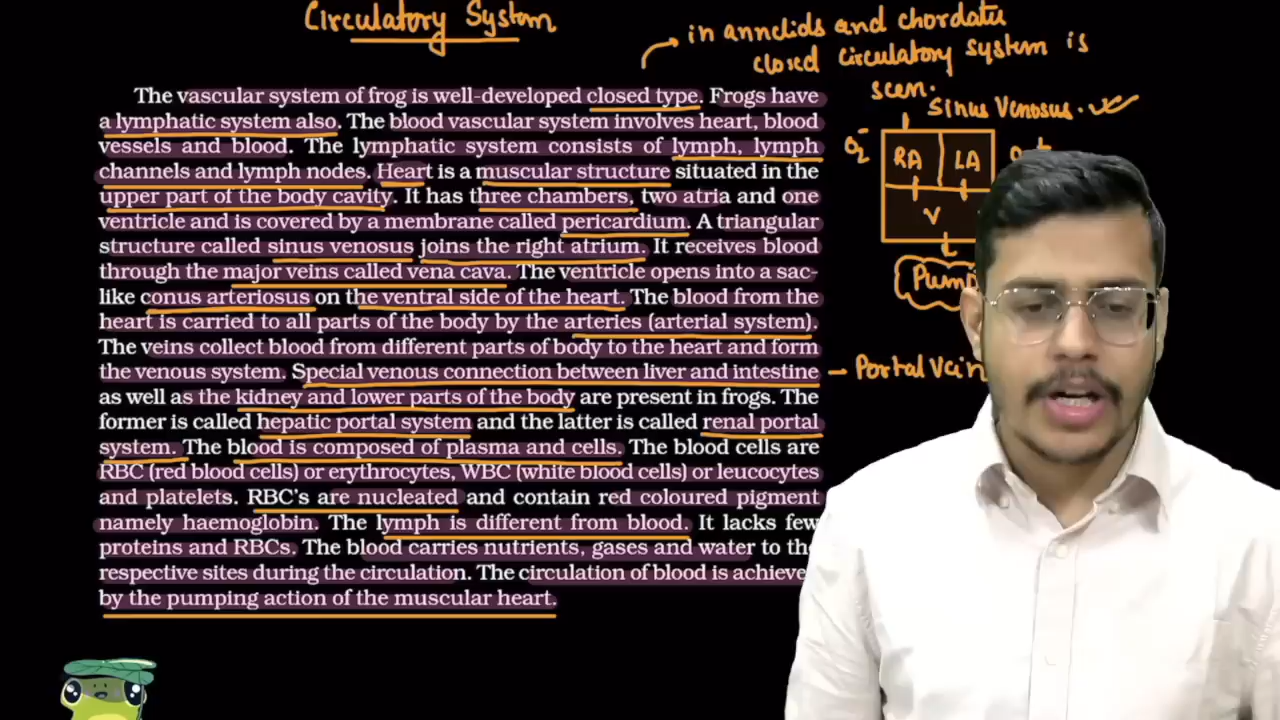 Circulatory System
in annelids and chordata
closed circulatory system is
seen.
Sinus Venosus.
The vascular system of frog is well-developed closed type. Frogs have
a lymphatic system also. The blood vascular system involves heart, blood
vessels and blood. The lymphatic system consists of lymph, lymph
channels and lymph nodes. Heart is a muscular structure situated in the
upper part of the body cavity. It has three chambers, two atria and one
ventricle and is covered by a membrane called pericardium. A triangular
structure called sinus venosus joins the right atrium. It receives blood
through the major veins called vena cava. The ventricle opens into a sac-
like conus arteriosus on the ventral side of the heart. The blood from the
heart is carried to all parts of the body by the arteries (arterial system).
The veins collect blood from different parts of body to the heart and form
the venous system. Special venous connection between liver and intestine
as well as the kidney and lower parts of the body are present in frogs. The
former is called hepatic portal system and the latter is called renal portal
system. The blood is composed of plasma and cells. The blood cells are
RBC (red blood cells) or erythrocytes, WBC (white blood cells) or leucocytes
and platelets. RBC's are nucleated and contain red coloured pigment
namely haemoglobin. The lymph is different from blood. It lacks few
proteins and RBCs. The blood carries nutrients, gases and water to the
respective sites during the circulation. The circulation of blood is achieve
by the pumping action of the muscular heart.
O₂⁻ RA LA
V
Pump
Portal Vein